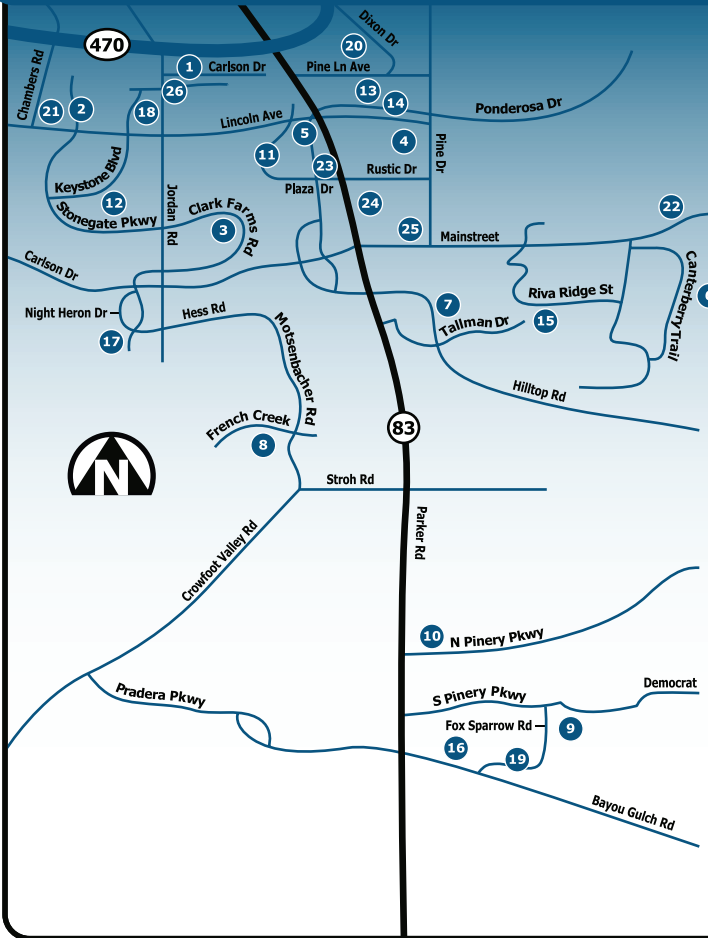 Dixon Dr
20
470
Chambers Rd
1
Carlson Dr
Pine Ln Ave
26
13
14
Ponderosa Dr
21
2
18
Lincoln Ave
5
4
Pine Dr
11
23
Rustic Dr
Keystone Blvd
Plaza Dr
12
Jordan Rd
Clark Farms Rd
24
22
Stonegate Pkwy
3
25
Mainstreet
Carlson Dr
Canterberry Trail
Riva Ridge St
7
Night Heron Dr
Hess Rd
Tallman Dr
15
17
Motsenbacher Rd
Hilltop Rd
French Creek
83
8
N
Stroh Rd
Parker Rd
Crowfoot Valley Rd
10
N Pinery Pkwy
Democrat
Pradera Pkwy
S Pinery Pkwy
Fox Sparrow Rd
9
16
19
Bayou Gulch Rd